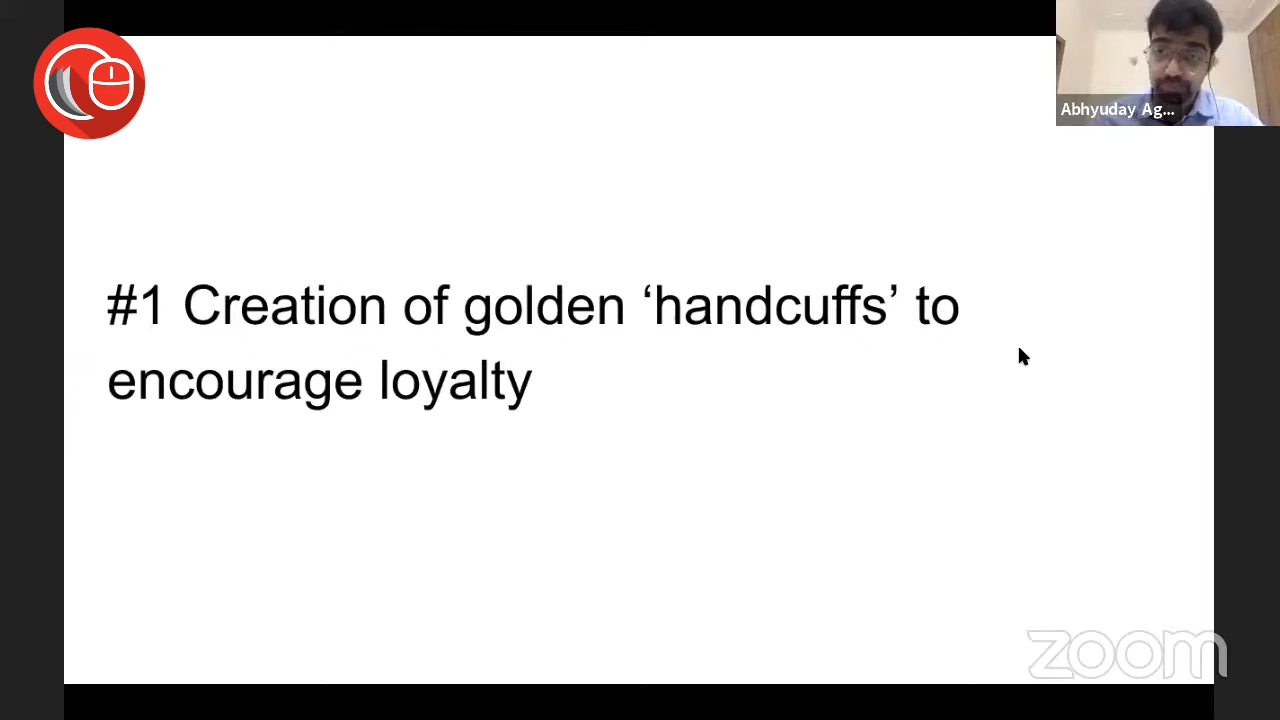 Abhyuday Ag...
#1 Creation of golden ‘handcuffs’ to
encourage loyalty
zoom